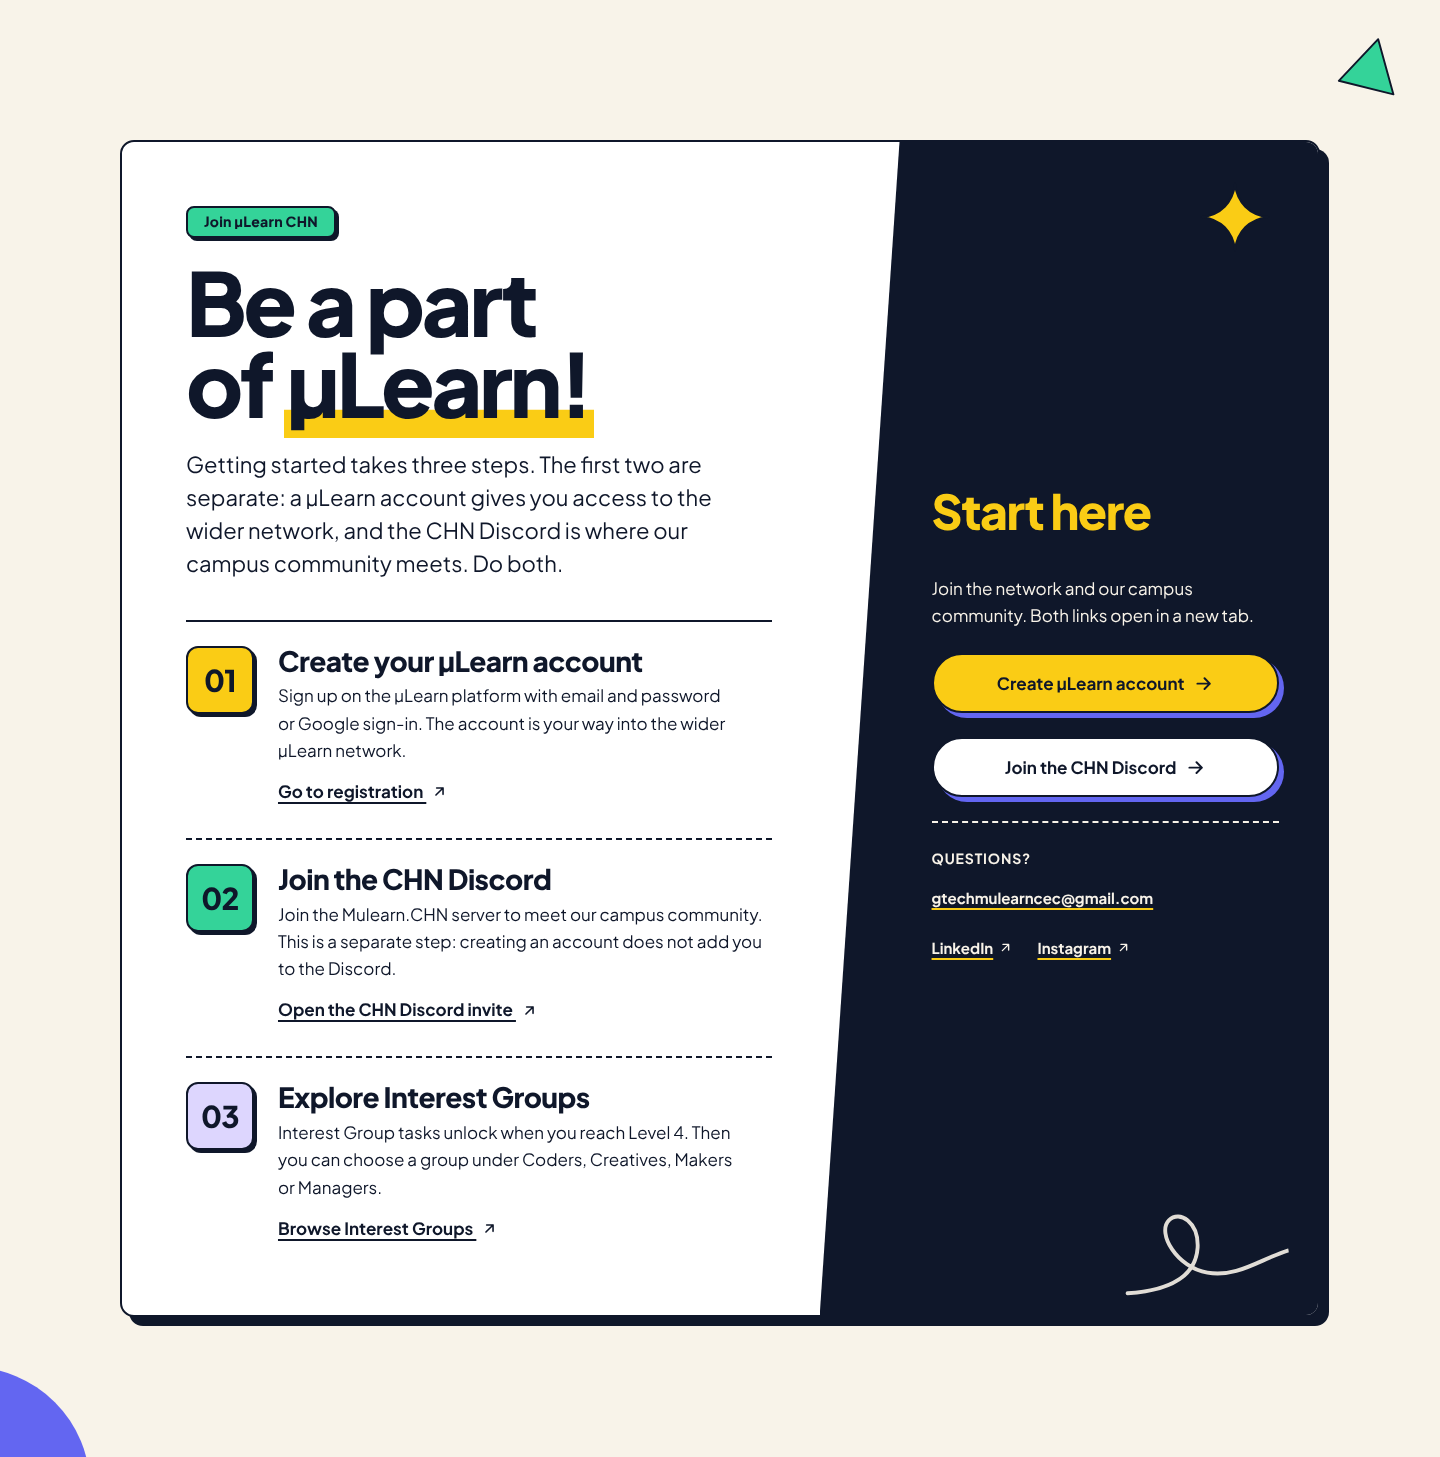 Join µLearn CHN
Be a part
of µLearn!
Getting started takes three steps. The first two are
separate: a µLearn account gives you access to the
wider network, and the CHN Discord is where our
campus community meets. Do both.
01
Create your µLearn account
Sign up on the µLearn platform with email and password
or Google sign-in. The account is your way into the wider
µLearn network.
Go to registration ↗
02
Join the CHN Discord
Join the Mulearn.CHN server to meet our campus community.
This is a separate step: creating an account does not add you
to the Discord.
Open the CHN Discord invite ↗
03
Explore Interest Groups
Interest Group tasks unlock when you reach Level 4. Then
you can choose a group under Coders, Creatives, Makers
or Managers.
Browse Interest Groups ↗
Start here
Join the network and our campus
community. Both links open in a new tab.
Create µLearn account →
Join the CHN Discord →
QUESTIONS?
gtechmulearncec@gmail.com
LinkedIn ↗ Instagram ↗